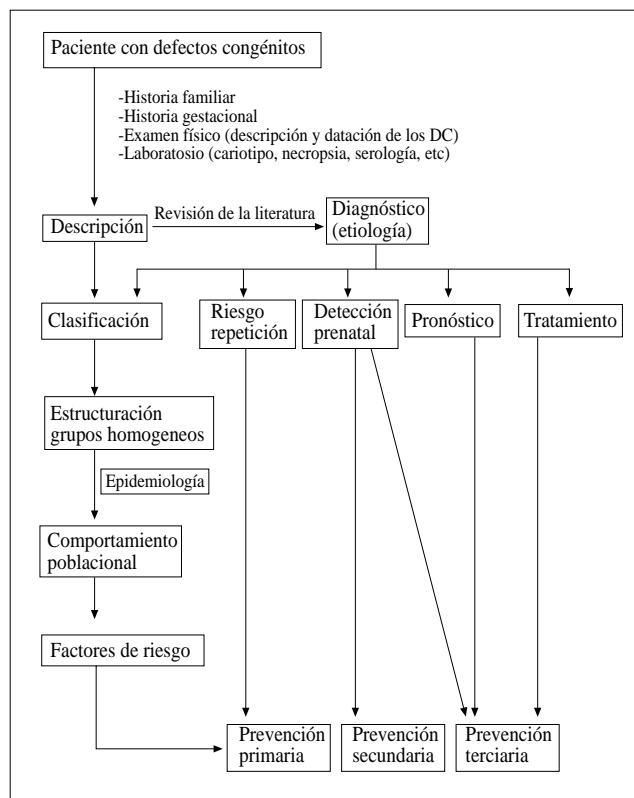 Paciente con defectos congénitos
-Historia familiar
-Historia gestacional
-Examen físico (descripción y datación de los DC)
-Laboratosio (cariotipo, necropsia, serología, etc)
Descripción
Revisión de la literatura
Diagnóstico
(etiología)
Clasificación
Riesgo
repetición
Detección
prenatal
Pronóstico
Tratamiento
Estructuración
grupos homogeneos
Epidemiología
Comportamiento
poblacional
Factores de riesgo
Prevención
primaria
Prevención
secundaria
Prevención
terciaria